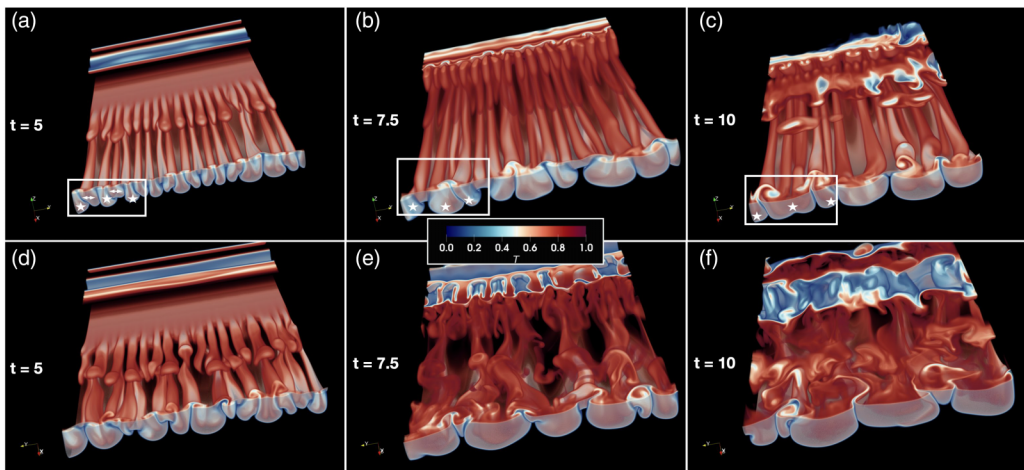 (a)
(b)
(c)
t = 5
t = 7.5
t = 10
0.0 0.2 0.4 0.6 0.8 1.0
T
(d)
(e)
(f)
t = 5
t = 7.5
t = 10